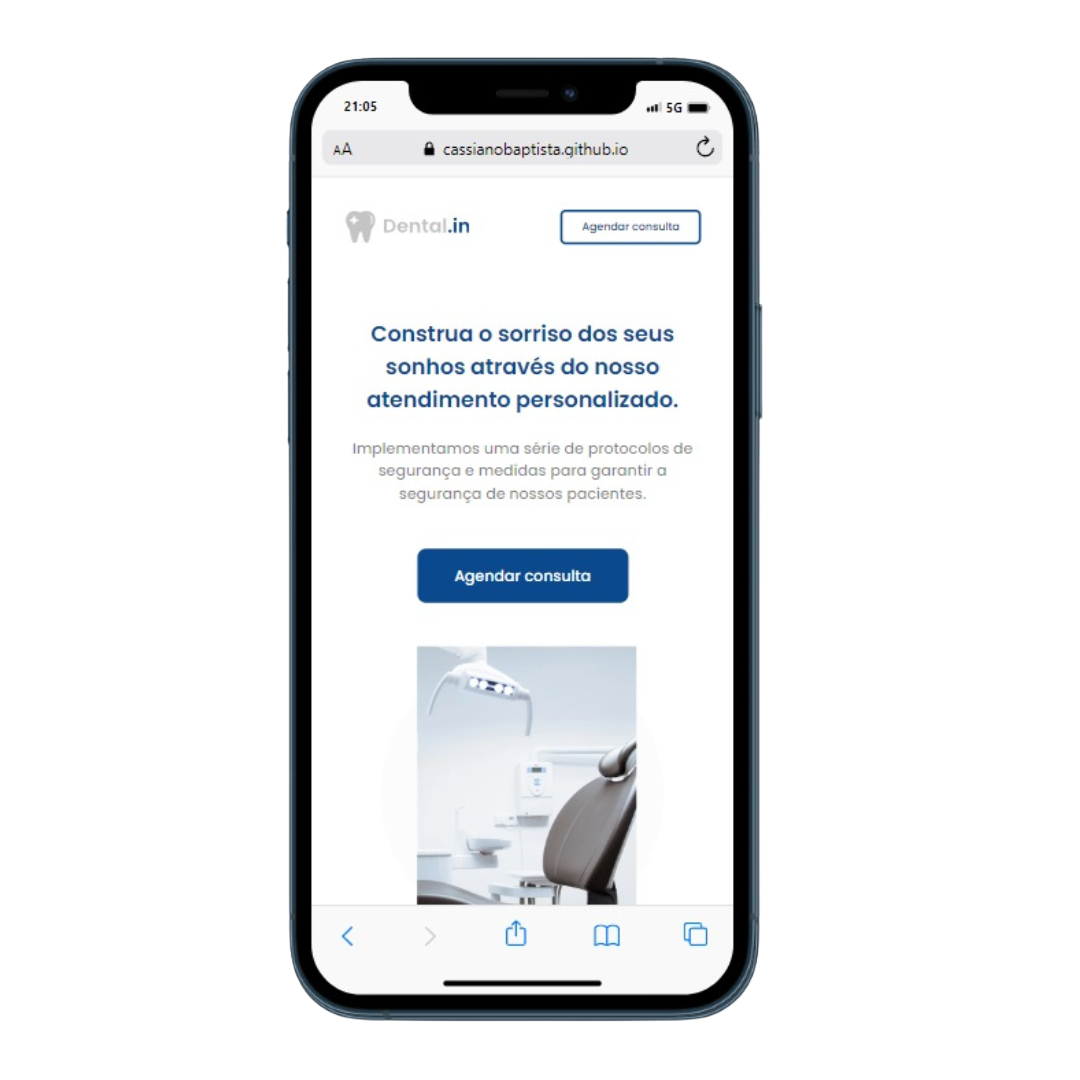 21:05
5G
AA
cassianobaptista.github.io
Dental.in
Agendar consulta
Construa o sorriso dos seus
sonhos através do nosso
atendimento personalizado.
Implementamos uma série de protocolos de
segurança e medidas para garantir a
segurança de nossos pacientes.
Agendar consulta